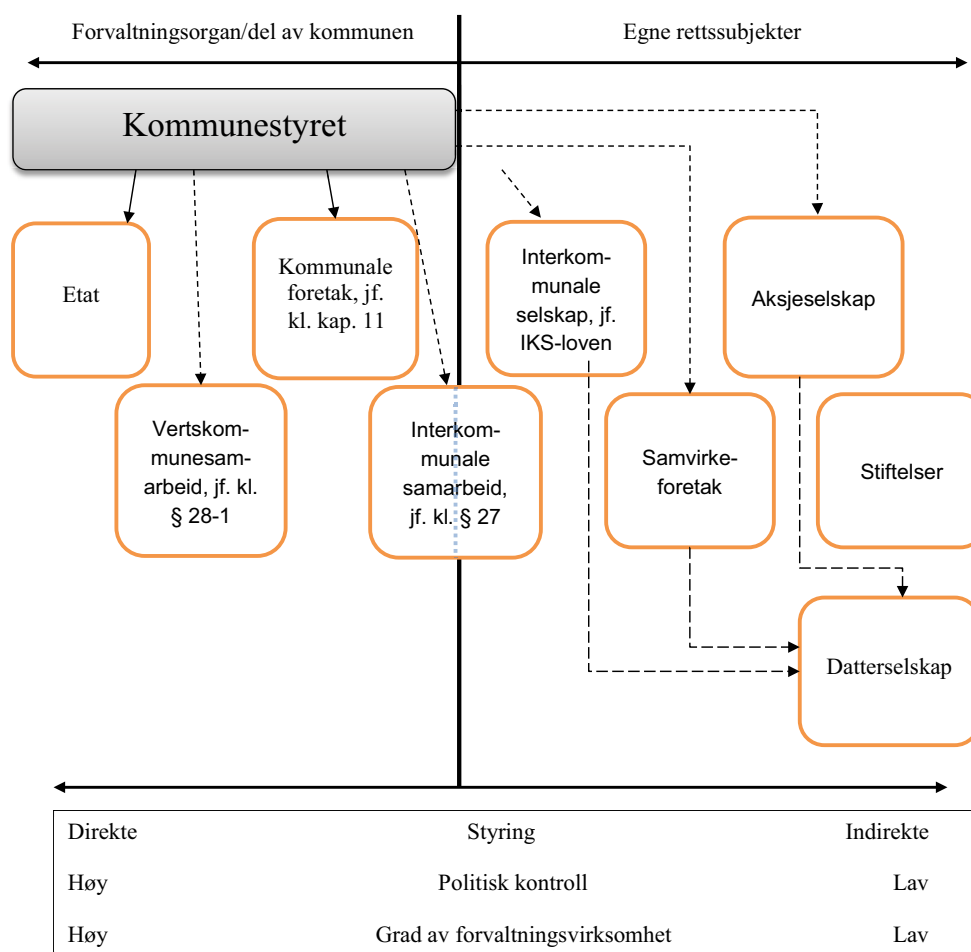 Forvaltningsorgan/del av kommunen
Egne rettssubjekter
Kommunestyret
Etat
Kommunale
foretak, jf.
kl. kap. 11
Interkom-
munale
selskap, jf.
IKS-loven
Aksjeselskap
Vertskom-
munesam-
arbeid, jf. kl.
§ 28-1
Interkom-
munale
samarbeid,
jf. kl. § 27
Samvirke-
foretak
Stiftelser
Datterselskap
Direkte Styring Indirekte
Høy Politisk kontroll Lav
Høy Grad av forvaltningsvirksomhet Lav